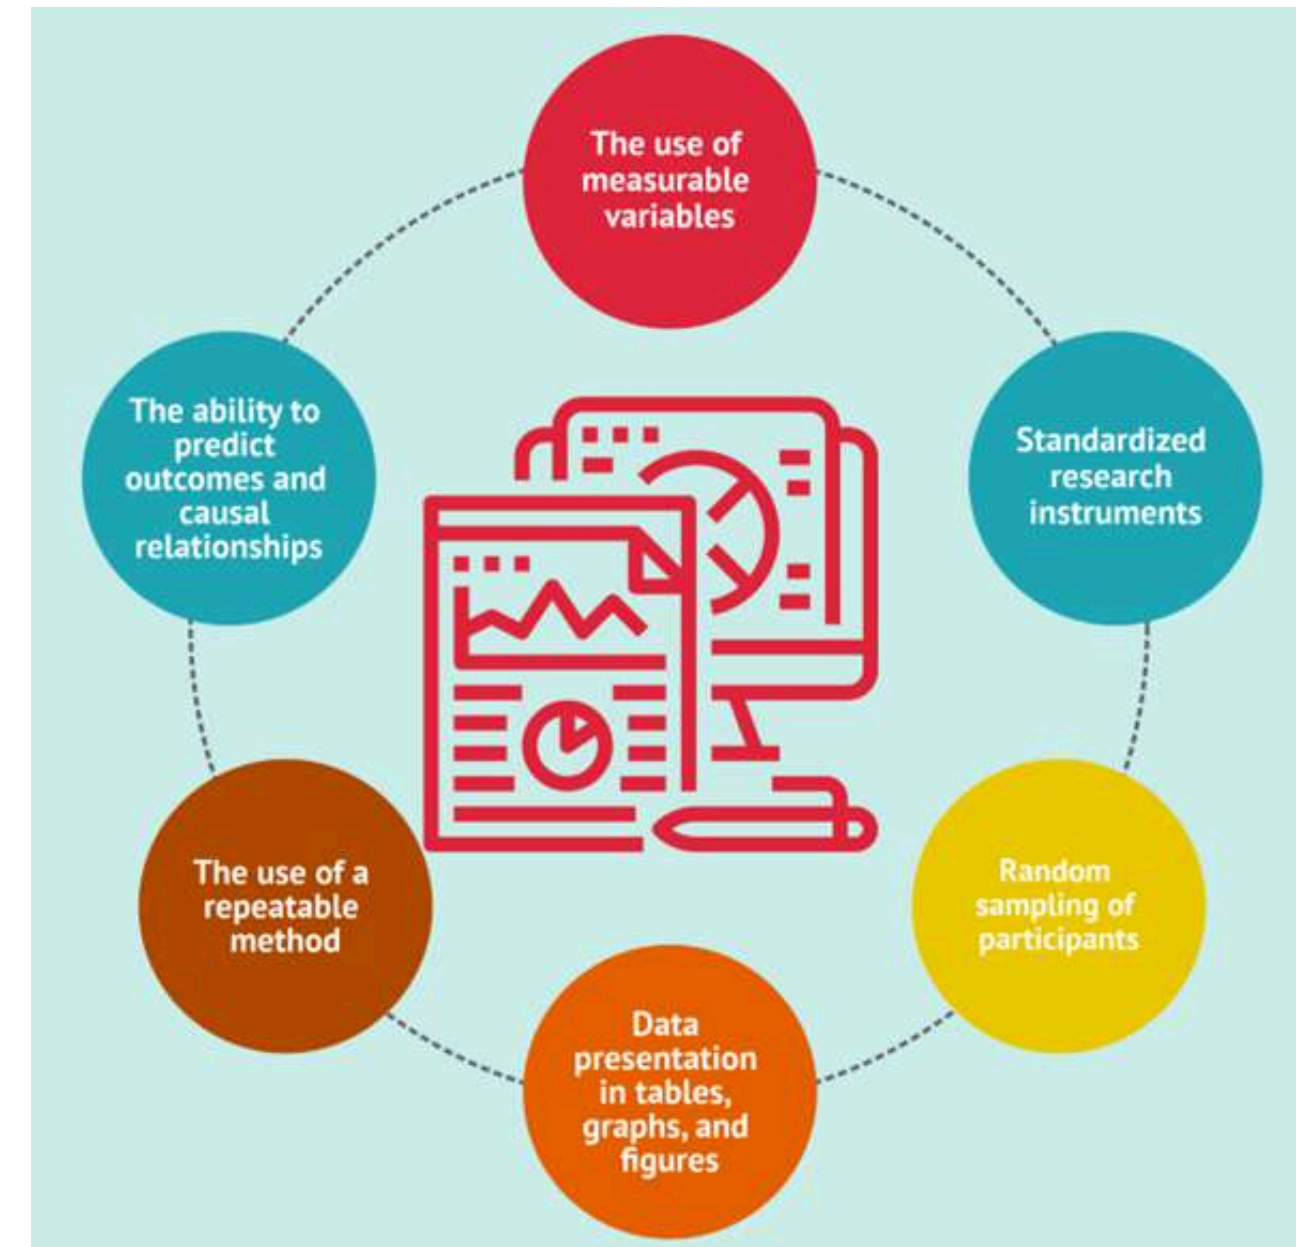 The use of
measurable
variables
Standardized
research
instruments
Random
sampling of
participants
Data
presentation
in tables,
graphs, and
figures
The use of a
repeatable
method
The ability to
predict
outcomes and
causal
relationships